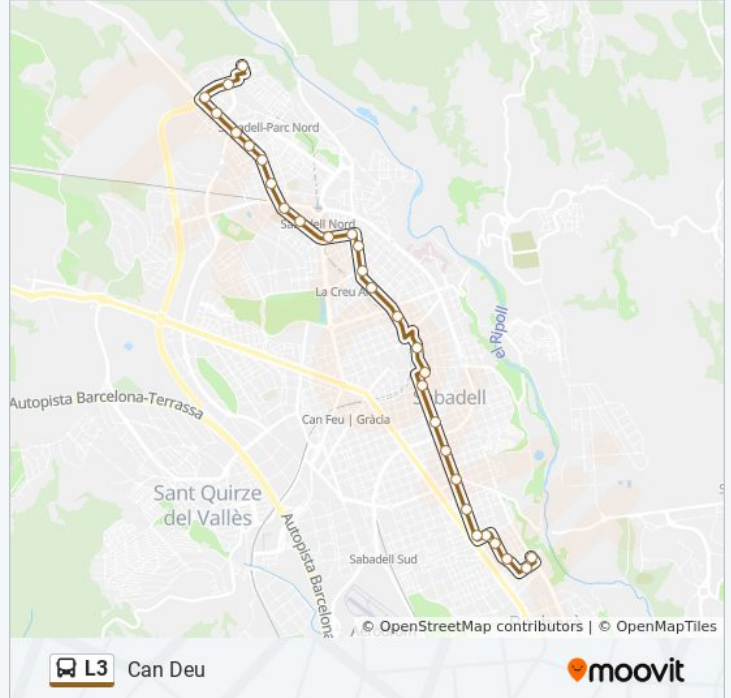 Sabadell-Parc Nord
Sabadell Nord
La Creu Al
el Ripoll
Autopista Barcelona-Terrassa
Sabadell
Can Feu | Gràcia
Sant Quirze
del Vallès
Autopista Barcelona
Sabadell Sud
© OpenStreetMap contributors | © OpenMapTiles
L3 Can Deu
moovit